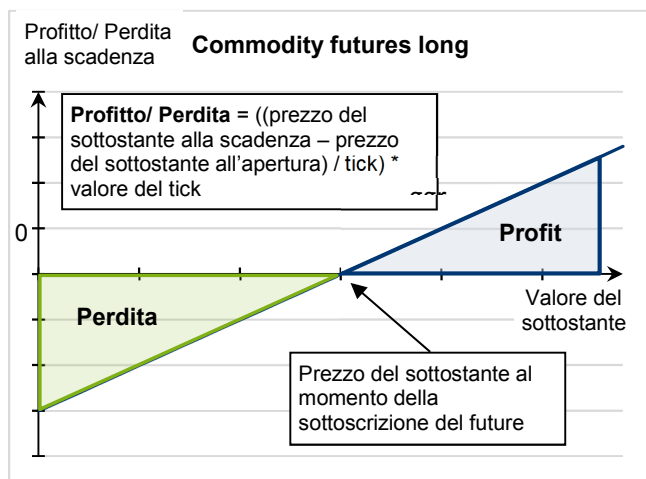 Profitto/ Perdita
alla scadenza
Commodity futures long
Profitto/ Perdita = ((prezzo del
sottostante alla scadenza – prezzo
del sottostante all'apertura) / tick) *
valore del tick
0
Profit
Perdita
Valore del
sottostante
Prezzo del sottostante al
momento della
sottoscrizione del future